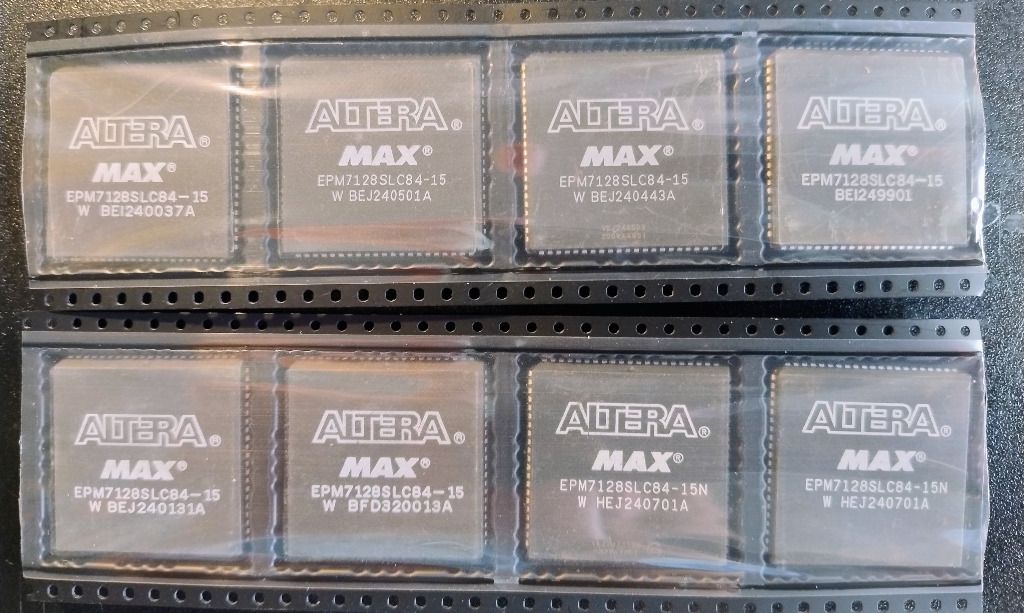 ALTERA®
MAX®
EPM7128SLC84-15
W BEI240037A
ALTERA®
MAX®
EPM7128SLC84-15
W BEJ240501A
ALTERA®
MAX®
EPM7128SLC84-15
W BEJ240443A
ALTERA®
MAX®
EPM7128SLC84-15
BEI249901
ALTERA®
MAX®
EPM7128SLC84-15
W BEJ240131A
ALTERA®
MAX®
EPM7128SLC84-15
W BFD320013A
ALTERA®
MAX®
EPM7128SLC84-15N
W HEJ240701A
ALTERA®
MAX®
EPM7128SLC84-15N
W HEJ240701A